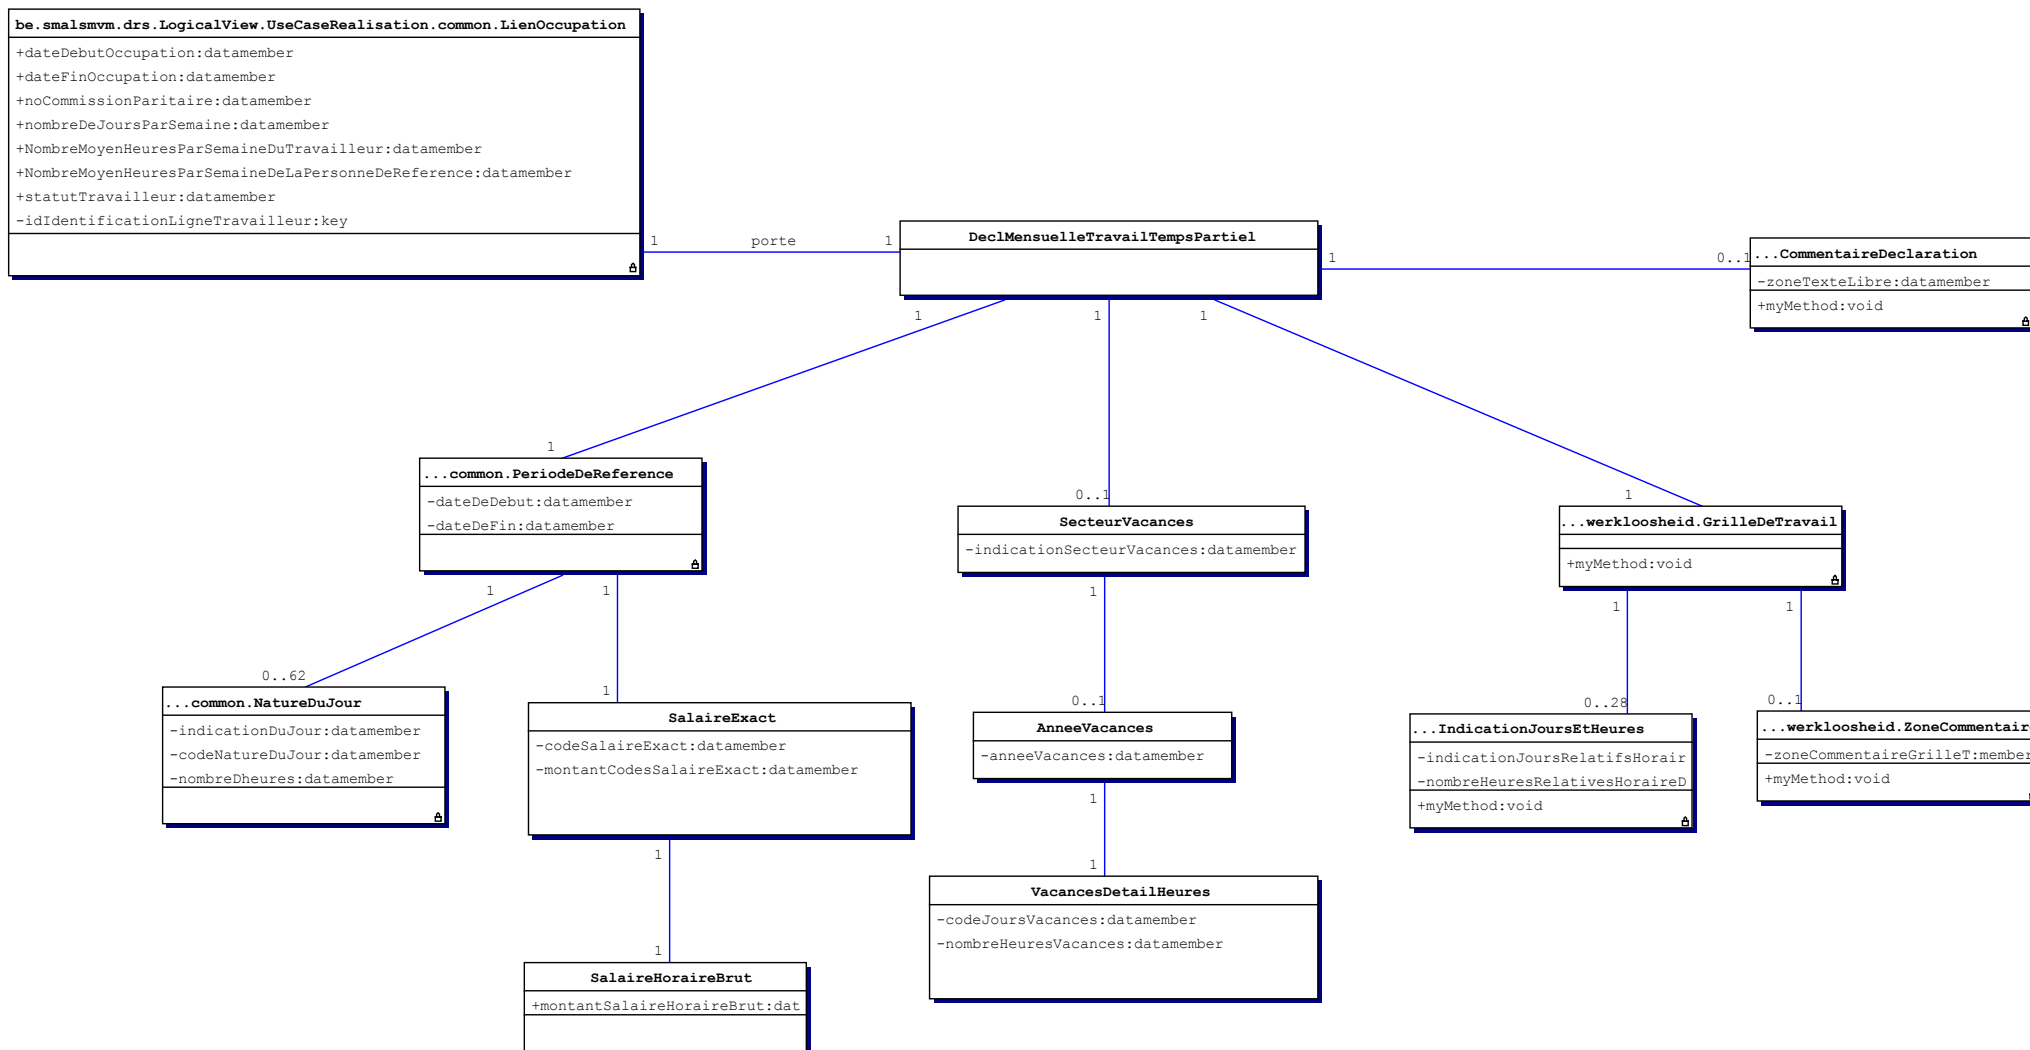 be.smalsmvm.drs.LogicalView.UseCaseRealisation.common.LienOccupation
+dateDebutOccupation:datamember
+dateFinOccupation:datamember
+noCommissionParitaire:datamember
+nombreDeJoursParSemaine:datamember
+NombreMoyenHeuresParSemaineDuTravailleur:datamember
+NombreMoyenHeuresParSemaineDeLaPersonneDeReference:datamember
+statutTravailleur:datamember
-idIdentificationLigneTravailleur:key
1 porte 1
DeclMensuelleTravailTempsPartiel
1 0..1
...CommentaireDeclaration
-zoneTexteLibre:datamember
+myMethod:void
1 1 1
1
...common.PeriodeDeReference
-dateDeDebut:datamember
-dateDeFin:datamember
0..1
SecteurVacances
-indicationSecteurVacances:datamember
1
...werkloosheid.GrilleDeTravail
+myMethod:void
1 1 1 1 1
0..62
...common.NatureDuJour
-indicationDuJour:datamember
-codeNatureDuJour:datamember
-nombreDheures:datamember
1
SalaireExact
-codeSalaireExact:datamember
-montantCodesSalaireExact:datamember
0..1
AnneeVacances
-anneeVacances:datamember
0..28
...IndicationJoursEtHeures
-indicationJoursRelatifsHorair
-nombreHeuresRelativesHoraireD
+myMethod:void
0..1
...werkloosheid.ZoneCommentair
-zoneCommentaireGrilleT:member
+myMethod:void
1
1
1
1
VacancesDetailHeures
-codeJoursVacances:datamember
-nombreHeuresVacances:datamember
SalaireHoraireBrut
+montantSalaireHoraireBrut:dat